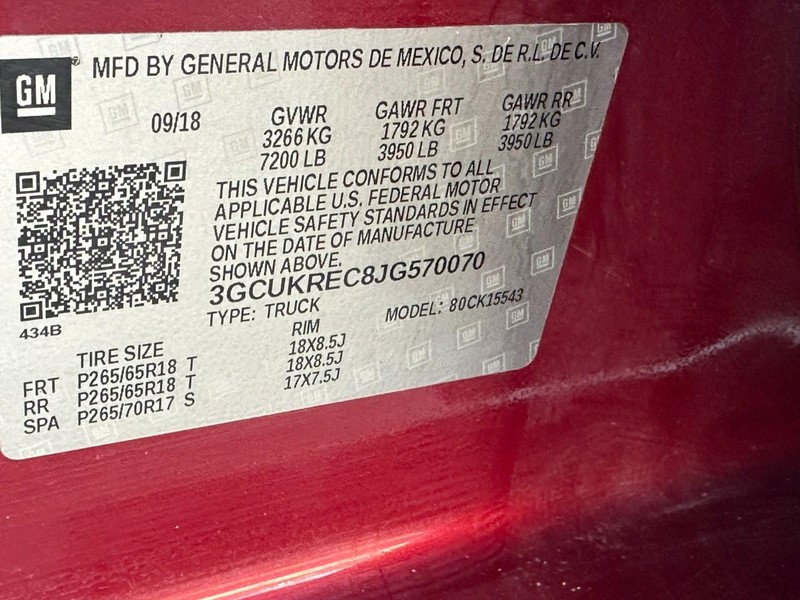 GM
MFD BY GENERAL MOTORS DE MEXICO, S. DE R.L. DE C.V.
09/18 GVWR GAWR FRT GAWR RR
3266 KG 1792 KG 1792 KG
7200 LB 3950 LB 3950 LB
THIS VEHICLE CONFORMS TO ALL
APPLICABLE U.S. FEDERAL MOTOR
VEHICLE SAFETY STANDARDS IN EFFECT
ON THE DATE OF MANUFACTURE
SHOWN ABOVE.
3GCUKREC8JG570070
TYPE: TRUCK MODEL: 80CK15543
434B
TIRE SIZE RIM
FRT P265/65R18 T 18X8.5J
RR P265/65R18 T 18X8.5J
SPA P265/70R17 S 17X7.5J